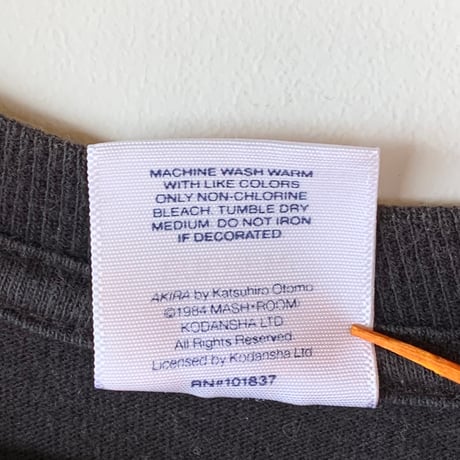 MACHINE WASH WARM
WITH LIKE COLORS
ONLY NON-CHLORINE
BLEACH. TUMBLE DRY
MEDIUM. DO NOT IRON
IF DECORATED
AKIRA by Katsuhiro Otomo
©1984 MASH•ROOM/
KODANSHA LTD
All Rights Reserved.
Licensed by Kodansha Ltd
RN#101837